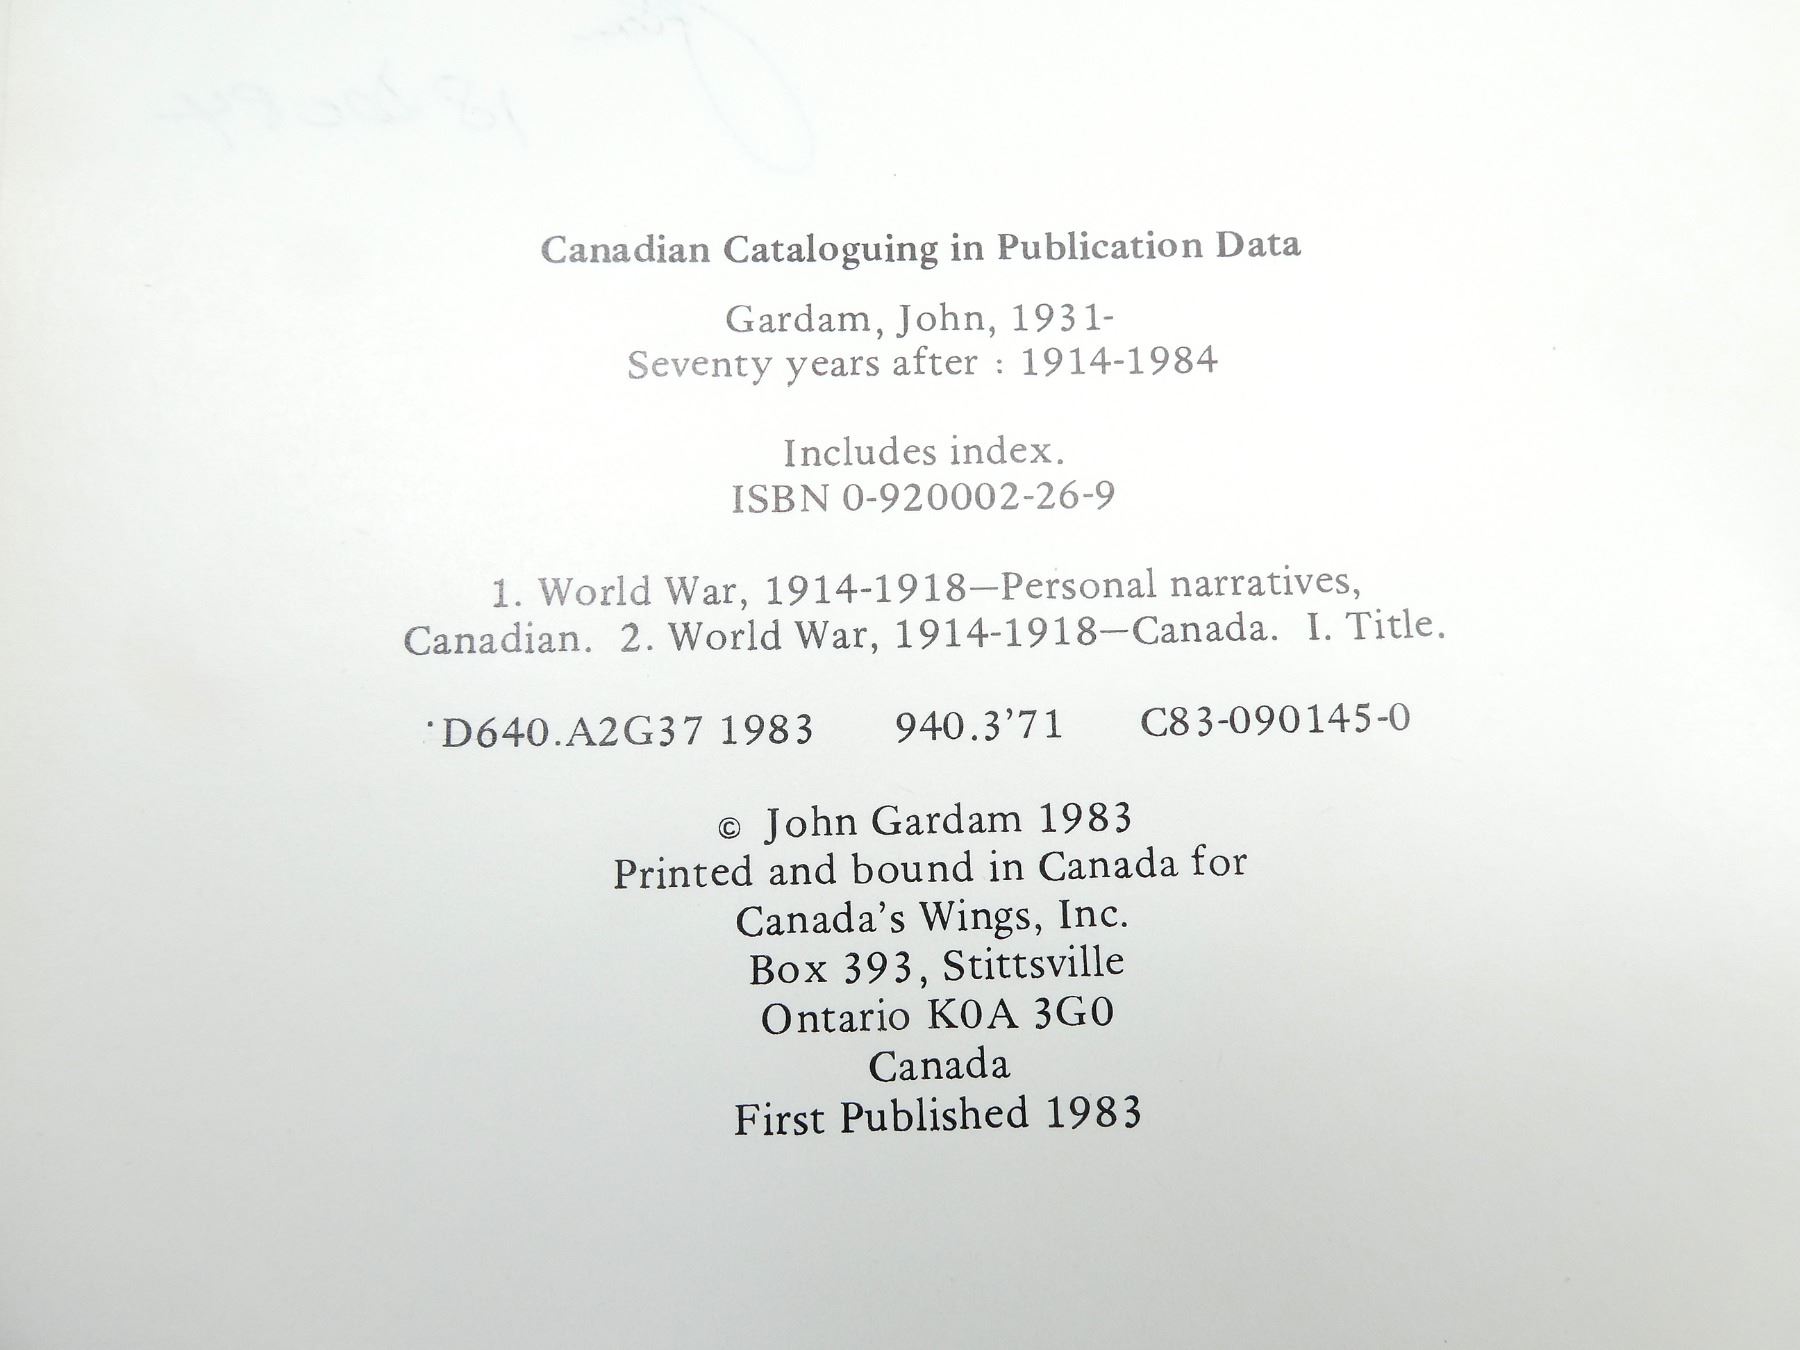 Canadian Cataloguing in Publication Data
Gardam, John, 1931-
Seventy years after : 1914-1984
Includes index.
ISBN 0-920002-26-9
1. World War, 1914-1918—Personal narratives,
Canadian. 2. World War, 1914-1918—Canada. I. Title.
D640.A2G37 1983 940.3'71 C83-090145-0
© John Gardam 1983
Printed and bound in Canada for
Canada's Wings, Inc.
Box 393, Stittsville
Ontario K0A 3G0
Canada
First Published 1983